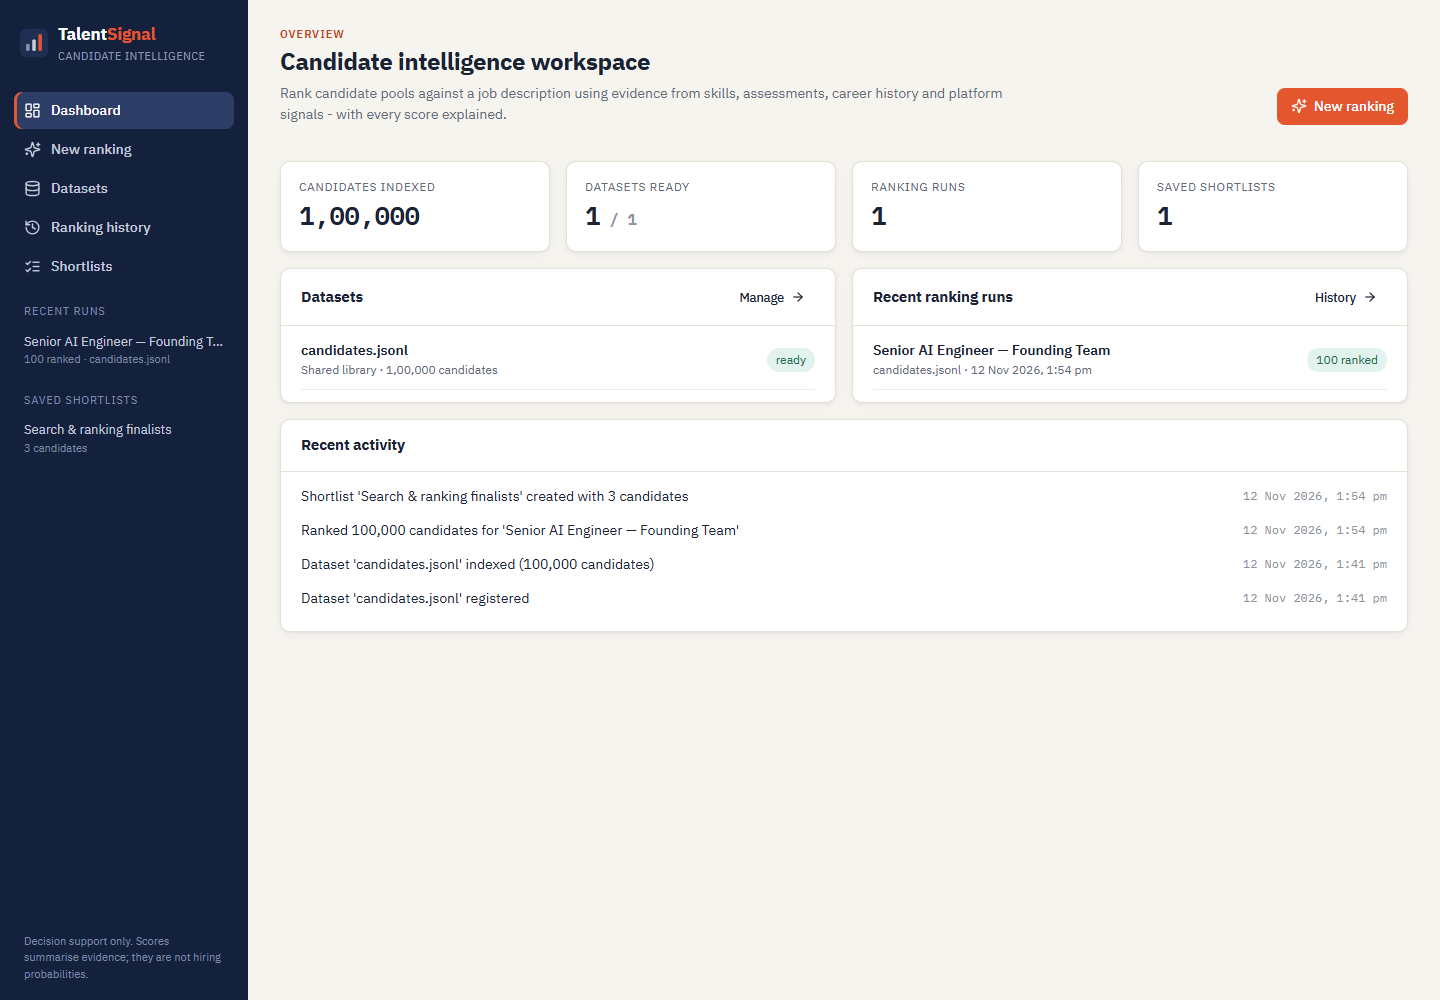 TalentSignal
CANDIDATE INTELLIGENCE
Dashboard
New ranking
Datasets
Ranking history
Shortlists
RECENT RUNS
Senior AI Engineer — Founding T...
100 ranked · candidates.jsonl
SAVED SHORTLISTS
Search & ranking finalists
3 candidates
Decision support only. Scores
summarise evidence; they are not hiring
probabilities.
OVERVIEW
Candidate intelligence workspace
Rank candidate pools against a job description using evidence from skills, assessments, career history and platform
signals - with every score explained.
New ranking
CANDIDATES INDEXED
1,00,000
DATASETS READY
1 / 1
RANKING RUNS
1
SAVED SHORTLISTS
1
Datasets
Manage →
candidates.jsonl
Shared library · 1,00,000 candidates
ready
Recent ranking runs
History →
Senior AI Engineer — Founding Team
candidates.jsonl · 12 Nov 2026, 1:54 pm
100 ranked
Recent activity
Shortlist 'Search & ranking finalists' created with 3 candidates
12 Nov 2026, 1:54 pm
Ranked 100,000 candidates for 'Senior AI Engineer — Founding Team'
12 Nov 2026, 1:54 pm
Dataset 'candidates.jsonl' indexed (100,000 candidates)
12 Nov 2026, 1:41 pm
Dataset 'candidates.jsonl' registered
12 Nov 2026, 1:41 pm